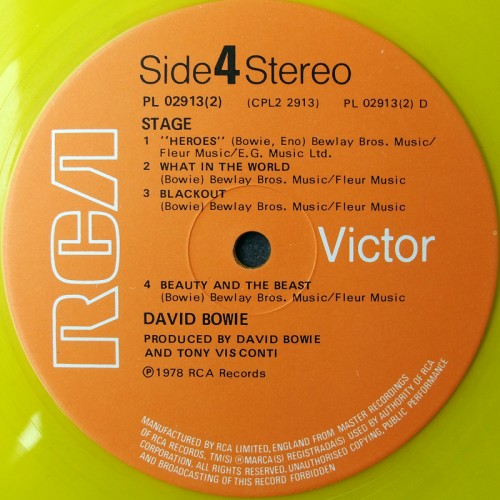 Side 4 Stereo
PL 02913(2) (CPL2 2913) PL 02913(2) D
STAGE
1 "HEROES" (Bowie, Eno) Bewlay Bros. Music/
Fleur Music/E.G. Music Ltd.
2 WHAT IN THE WORLD
(Bowie) Bewlay Bros. Music/Fleur Music
3 BLACKOUT
(Bowie) Bewlay Bros. Music/Fleur Music
RCA
Victor
4 BEAUTY AND THE BEAST
(Bowie) Bewlay Bros. Music/Fleur Music
DAVID BOWIE
PRODUCED BY DAVID BOWIE
AND TONY VISCONTI
Ⓟ1978 RCA Records
MANUFACTURED BY RCA LIMITED, ENGLAND FROM MASTER RECORDINGS
OF RCA RECORDS. TM(S) ® MARCA(S) REGISTRADA(S) USED BY AUTHORITY OF RCA
ALL RIGHTS RESERVED. UNAUTHORISED COPYING, PUBLIC PERFORMANCE
AND BROADCASTING OF THIS RECORD FORBIDDEN